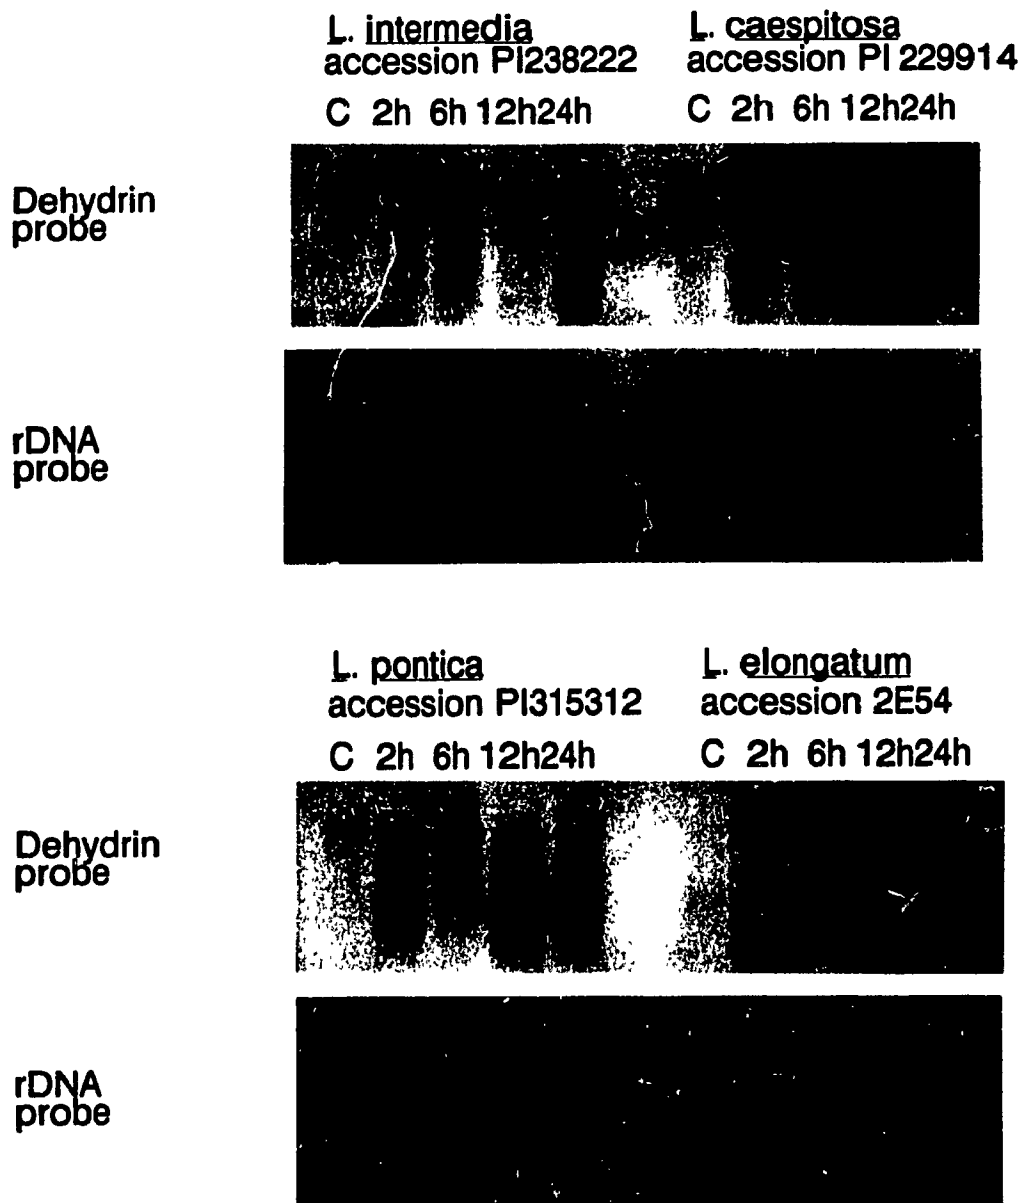 L. intermedia L. caespitosa
accession PI238222 accession PI 229914
C 2h 6h 12h24h C 2h 6h 12h24h
Dehydrin
probe
rDNA
probe
L. pontica L. elongatum
accession PI315312 accession 2E54
C 2h 6h 12h24h C 2h 6h 12h24h
Dehydrin
probe
rDNA
probe